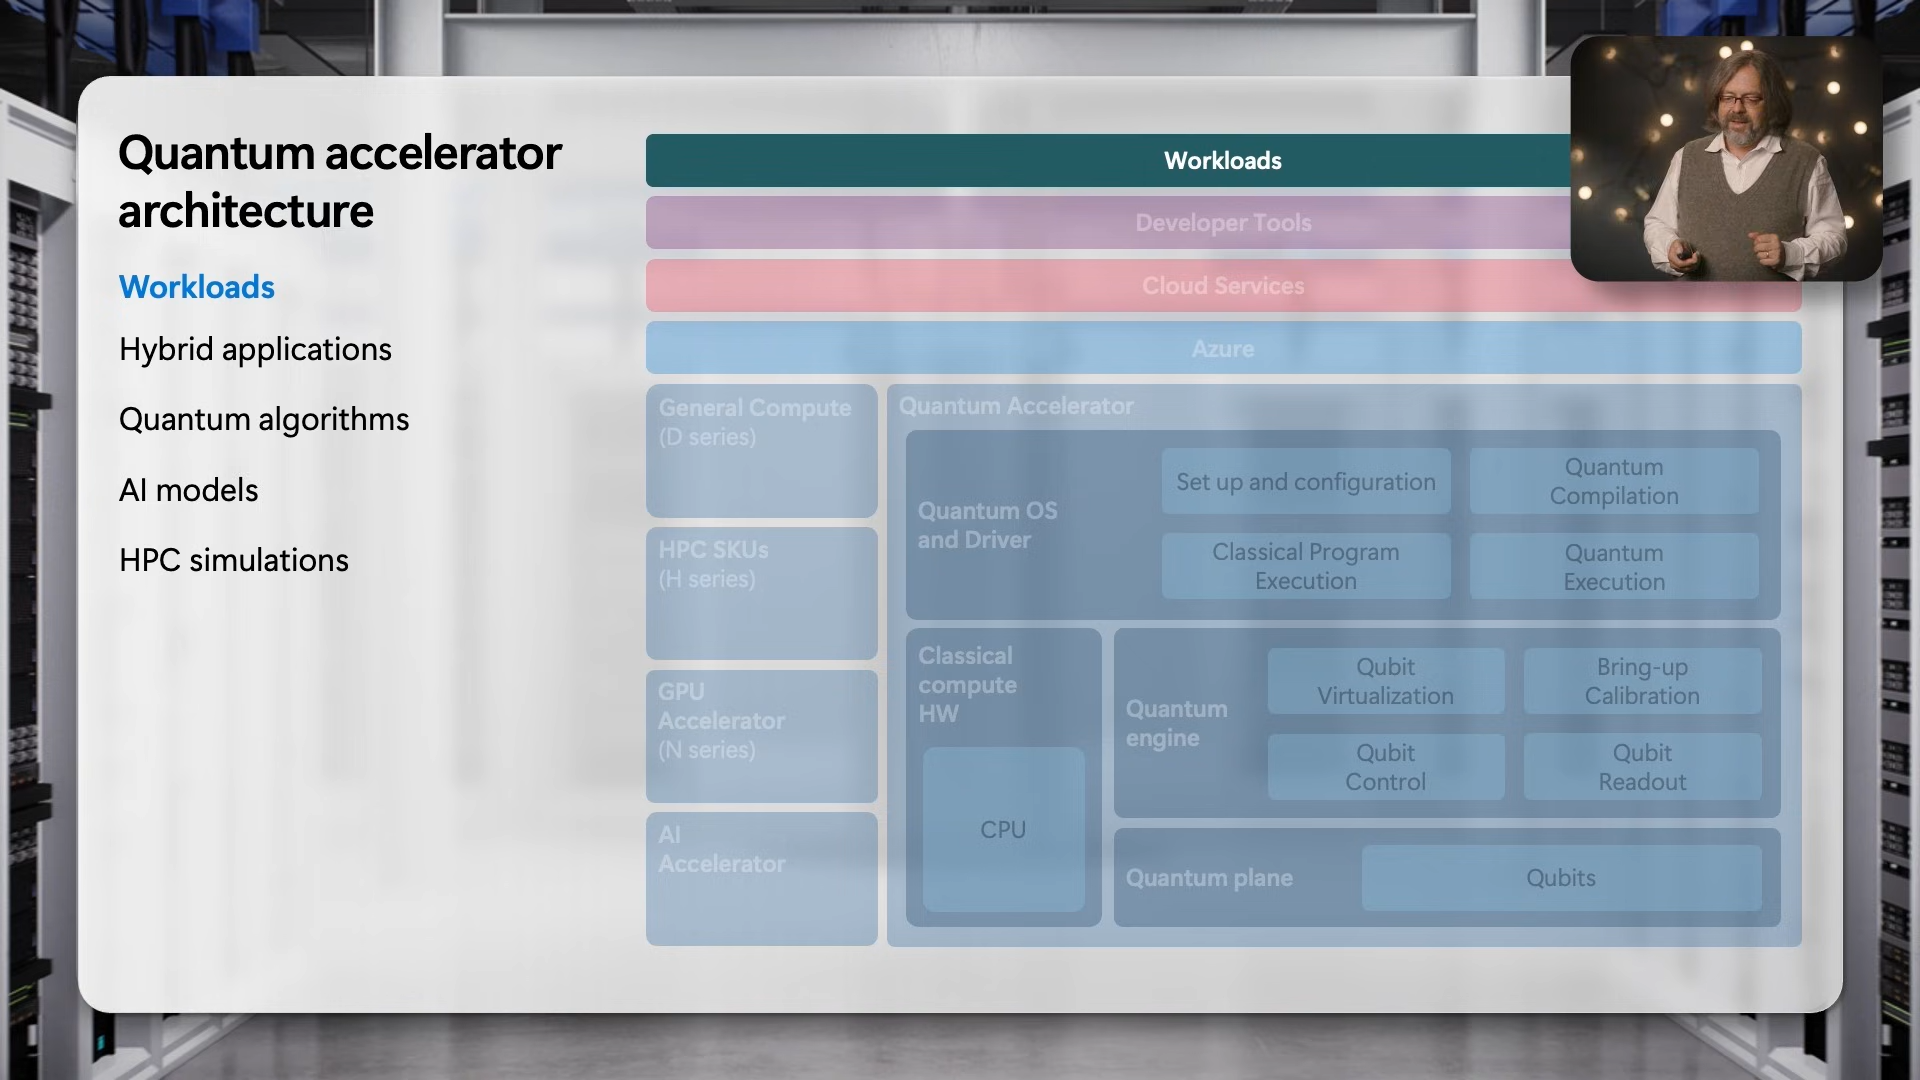 Quantum accelerator
architecture
Workloads
Hybrid applications
Quantum algorithms
AI models
HPC simulations
Workloads
Developer Tools
Cloud Services
Azure
General Compute
(D series)
HPC SKUs
(H series)
GPU
Accelerator
(N series)
AI
Accelerator
Quantum Accelerator
Quantum OS
and Driver
Set up and configuration
Quantum
Compilation
Classical Program
Execution
Quantum
Execution
Classical
compute
HW
CPU
Quantum
engine
Qubit
Virtualization
Bring-up
Calibration
Qubit
Control
Qubit
Readout
Quantum plane
Qubits